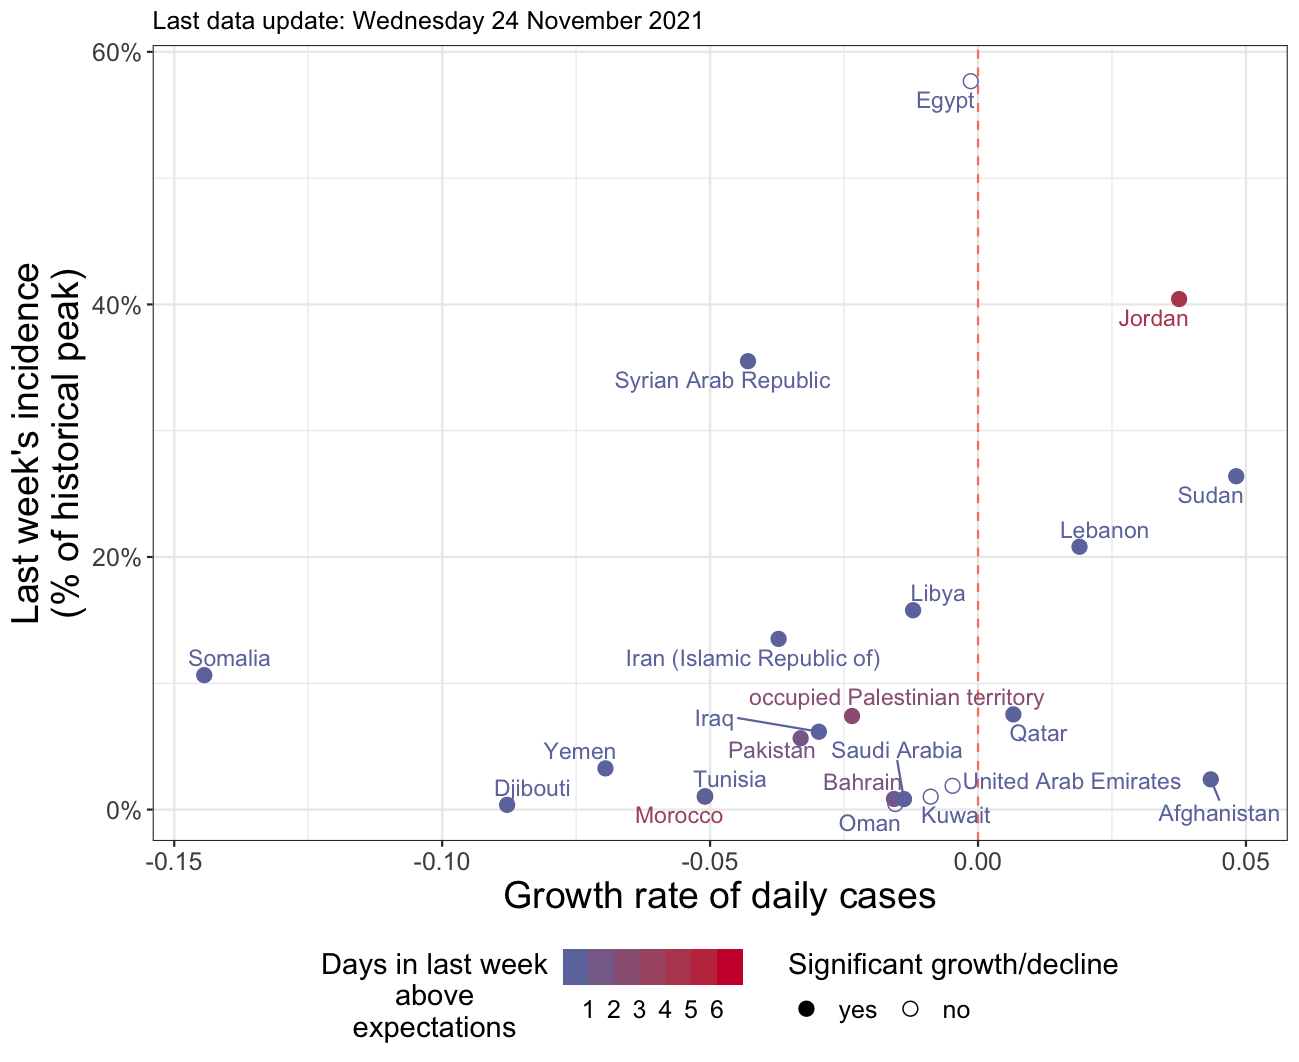 Last data update: Wednesday 24 November 2021
Last week's incidence
(% of historical peak)
60%
40%
20%
0%
Egypt
Jordan
Syrian Arab Republic
Sudan
Lebanon
Libya
Iran (Islamic Republic of)
Somalia
occupied Palestinian territory
Iraq
Qatar
Pakistan
Saudi Arabia
Yemen
Tunisia
Bahrain
United Arab Emirates
Djibouti
Morocco
Oman
Kuwait
Afghanistan
-0.15
-0.10
-0.05
0.00
0.05
Growth rate of daily cases
Days in last week
above
expectations
1 2 3 4 5 6
Significant growth/decline
yes
no